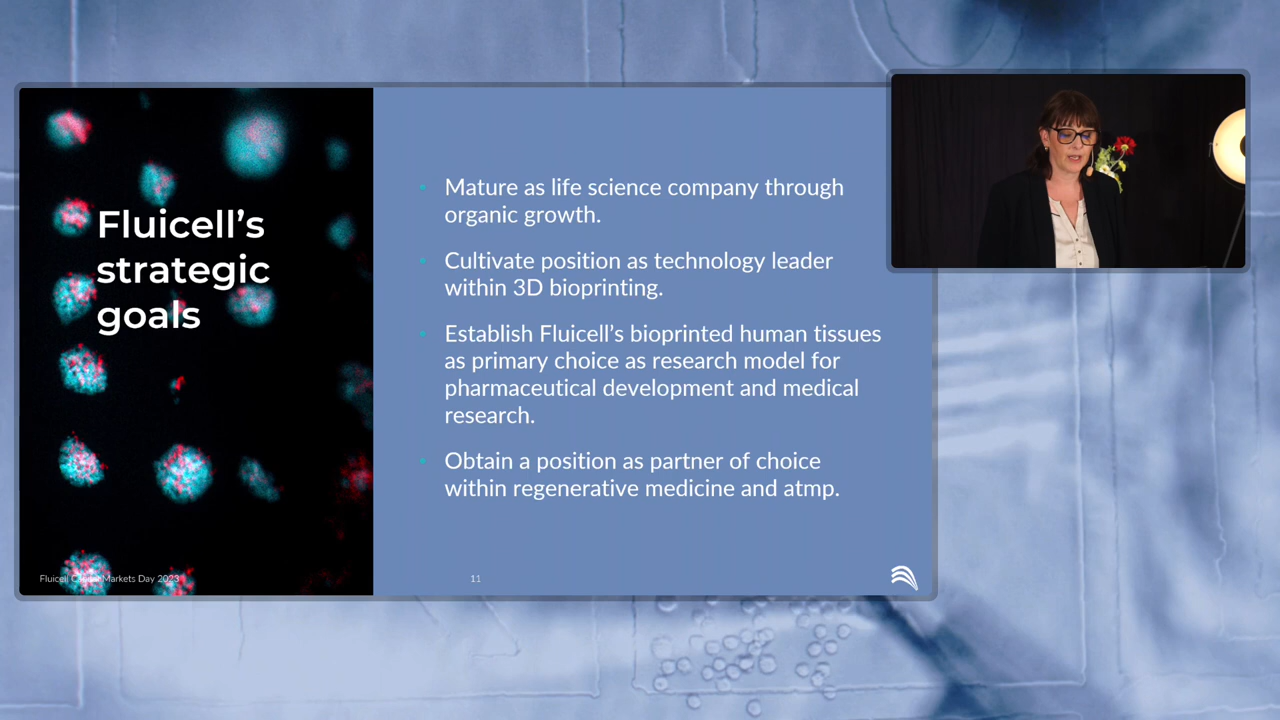 Fluicell’s
strategic
goals
• Mature as life science company through
organic growth.
• Cultivate position as technology leader
within 3D bioprinting.
• Establish Fluicell’s bioprinted human tissues
as primary choice as research model for
pharmaceutical development and medical
research.
• Obtain a position as partner of choice
within regenerative medicine and atmp.
Fluicell Capital Markets Day 2023
11